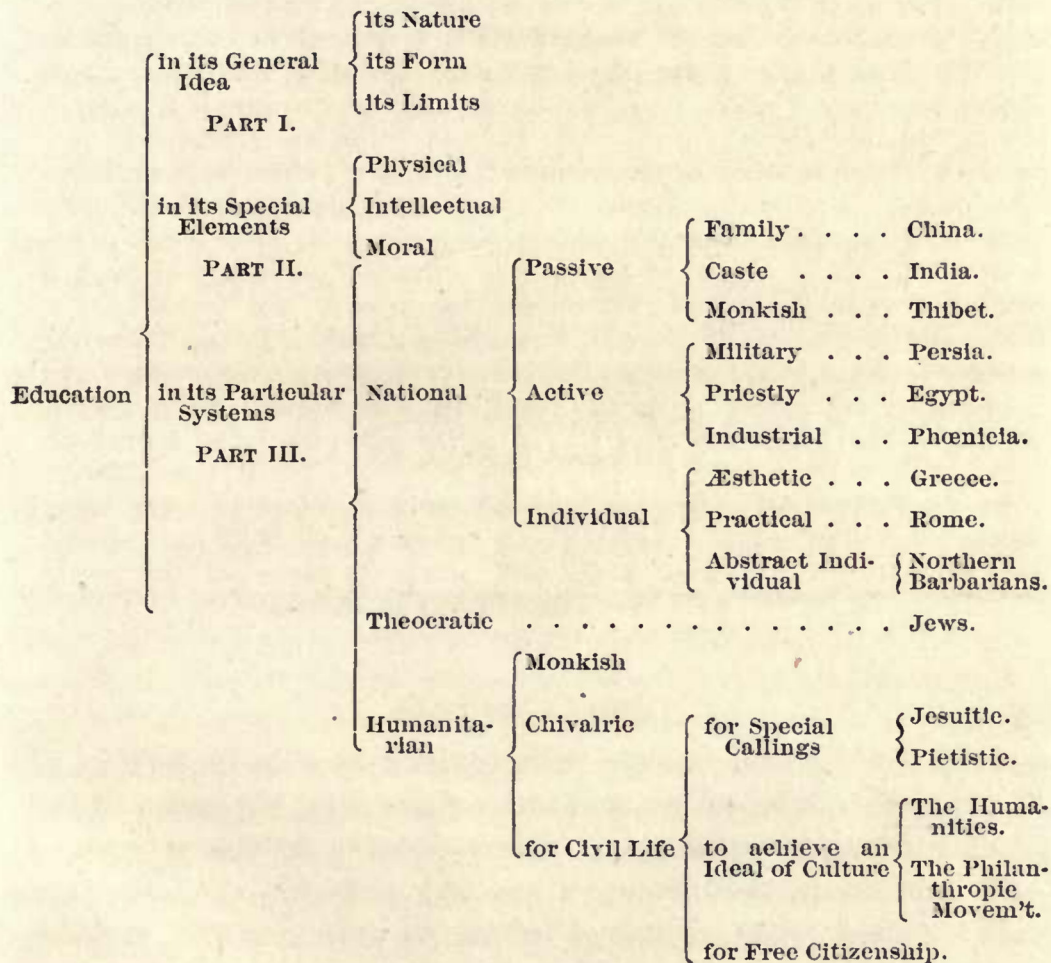 its Nature
in its General its Form
Idea
its Limits
PART I.
Physical
in its Special Intellectual
Elements
Moral
PART II.
Family . . . . China.
Passive Caste . . . . India.
Monkish . . . Thibet.
Military . . . Persia.
Education in its Particular National Active Priestly . . . Egypt.
Systems
Industrial . . Phœnicia.
PART III.
Æsthetic . . . Greece.
Individual Practical . . . Rome.
Abstract Indi- Northern
vidual Barbarians.
Theocratic . . . . . . . . . . . . . . Jews.
Monkish
Humanita- Chivalric for Special Jesuitic.
rian Callings
Pietistic.
The Huma-
nities.
for Civil Life to achieve an
Ideal of Culture The Philan-
thropic
Movem't.
for Free Citizenship.